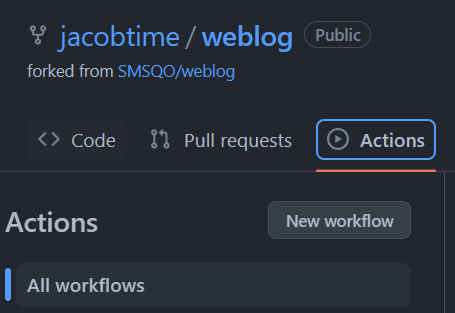 jacobtime / weblog Public
forked from SMSQO/weblog
Code Pull requests Actions
Actions New workflow
All workflows